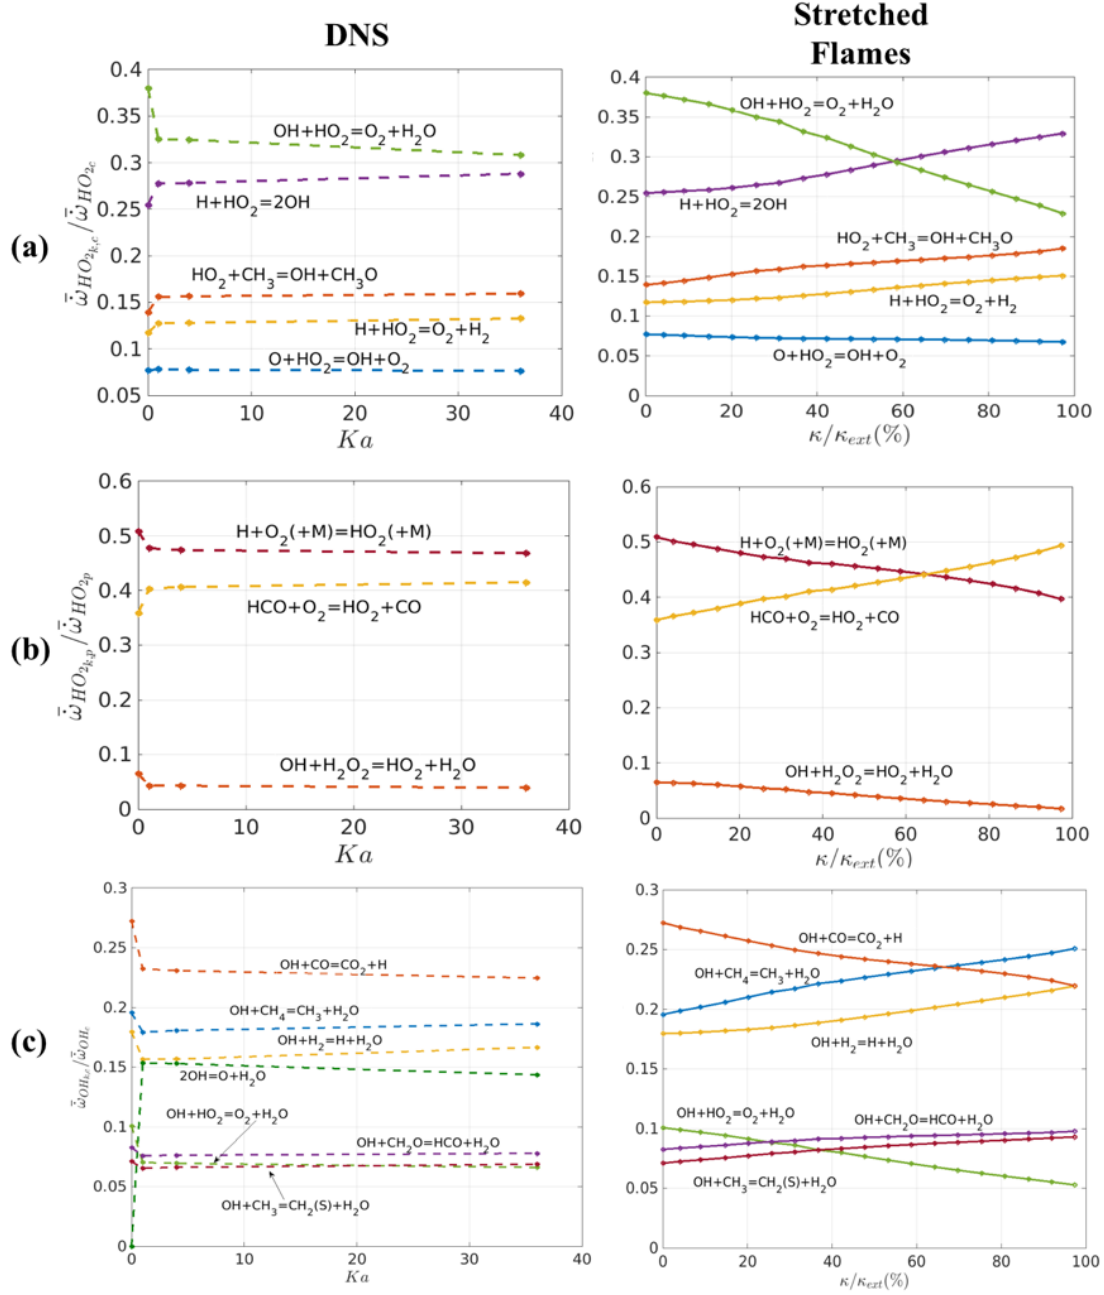 DNS
Stretched
Flames
(a)
0.4
0.35
0.3
0.25
0.2
0.15
0.1
0.05
0
10
20
30
40
Ka
ω̄̇HO₂k,c/ω̄̇HO₂c
OH+HO₂=O₂+H₂O
H+HO₂=2OH
HO₂+CH₃=OH+CH₃O
H+HO₂=O₂+H₂
O+HO₂=OH+O₂
0.4
0.35
0.3
0.25
0.2
0.15
0.1
0.05
0
0
20
40
60
80
100
κ/κext(%)
OH+HO₂=O₂+H₂O
H+HO₂=2OH
HO₂+CH₃=OH+CH₃O
H+HO₂=O₂+H₂
O+HO₂=OH+O₂
(b)
0.6
0.5
0.4
0.3
0.2
0.1
0
0
10
20
30
40
Ka
ω̄̇HO₂k,p/ω̄̇HO₂p
H+O₂(+M)=HO₂(+M)
HCO+O₂=HO₂+CO
OH+H₂O₂=HO₂+H₂O
0.6
0.5
0.4
0.3
0.2
0.1
0
0
20
40
60
80
100
κ/κext(%)
H+O₂(+M)=HO₂(+M)
HCO+O₂=HO₂+CO
OH+H₂O₂=HO₂+H₂O
(c)
0.3
0.25
0.2
0.15
0.1
0.05
0
0
10
20
30
40
Ka
ω̄̇OHk,c/ω̄̇OHc
OH+CO=CO₂+H
OH+CH₄=CH₃+H₂O
OH+H₂=H+H₂O
2OH=O+H₂O
OH+HO₂=O₂+H₂O
OH+CH₂O=HCO+H₂O
OH+CH₃=CH₂(S)+H₂O
0.3
0.25
0.2
0.15
0.1
0.05
0
0
20
40
60
80
100
κ/κext(%)
OH+CO=CO₂+H
OH+CH₄=CH₃+H₂O
OH+H₂=H+H₂O
OH+HO₂=O₂+H₂O
OH+CH₂O=HCO+H₂O
OH+CH₃=CH₂(S)+H₂O